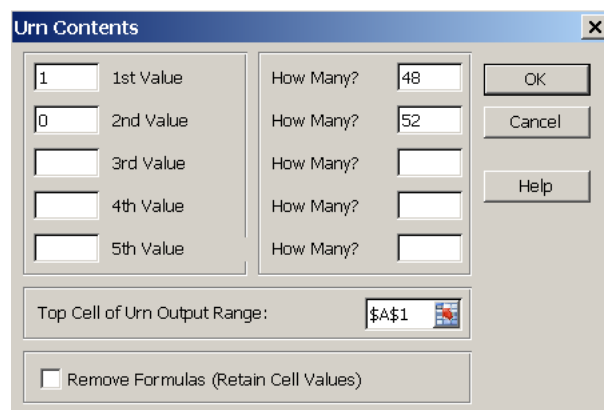 Urn Contents
1 1st Value How Many? 48 OK
0 2nd Value How Many? 52 Cancel
3rd Value How Many?
4th Value How Many? Help
5th Value How Many?
Top Cell of Urn Output Range: $A$1
Remove Formulas (Retain Cell Values)